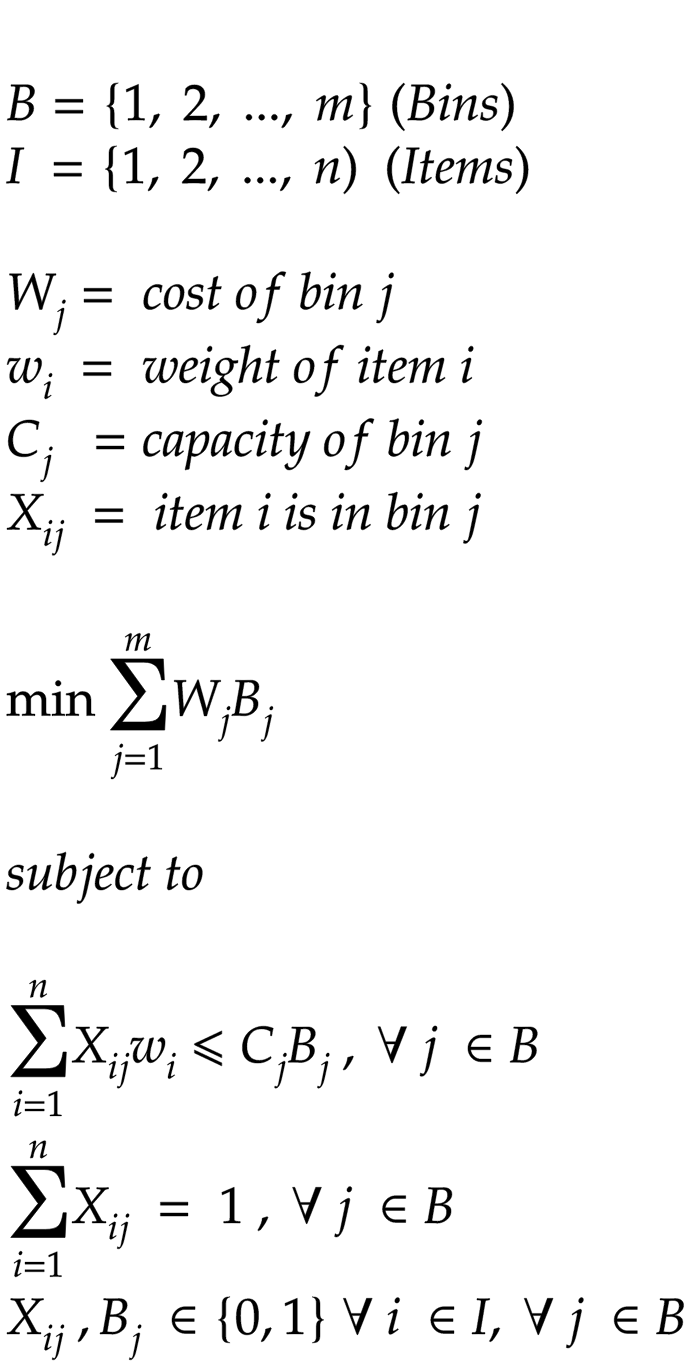 B = {1, 2, ..., m} (Bins)
I = {1, 2, ..., n) (Items)
W_j = cost of bin j
w_i = weight of item i
C_j = capacity of bin j
X_ij = item i is in bin j
min ∑_{j=1}^{m} W_j B_j
subject to
∑_{i=1}^{n} X_ij w_i ⩽ C_j B_j , ∀ j ∈ B
∑_{i=1}^{n} X_ij = 1 , ∀ j ∈ B
X_ij , B_j ∈ {0, 1} ∀ i ∈ I, ∀ j ∈ B